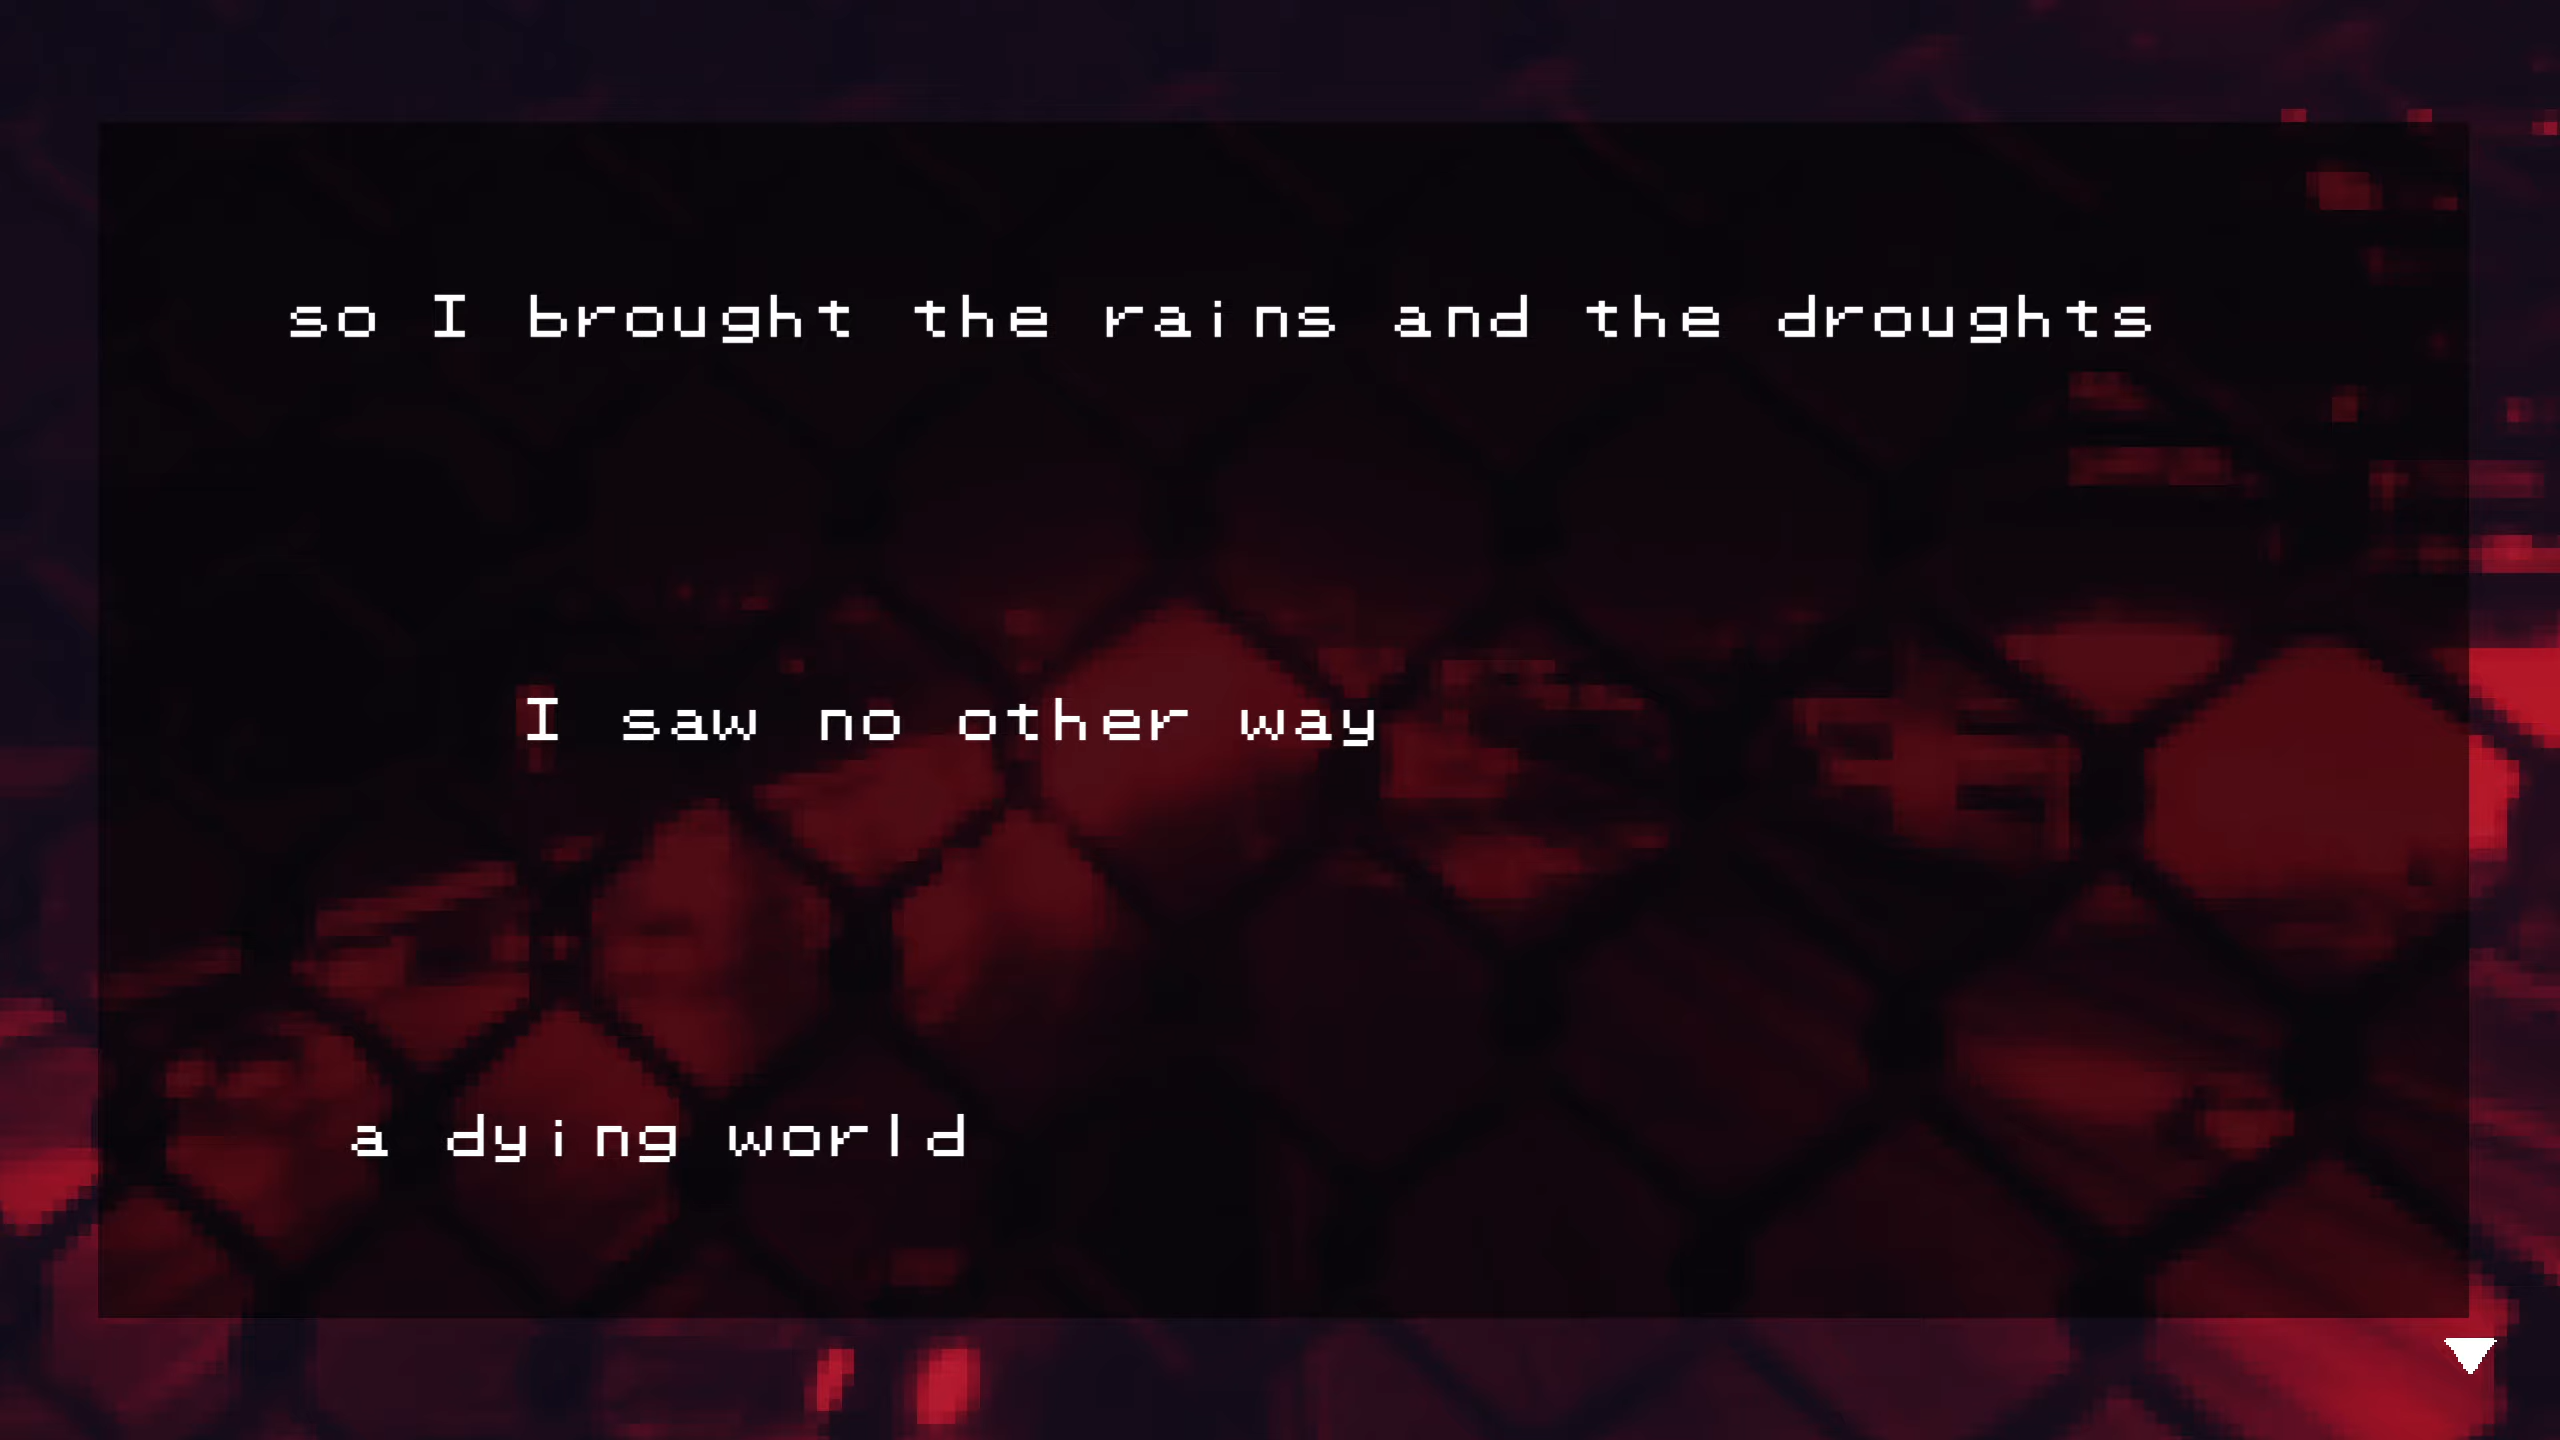 so I brought the rains and the droughts
I saw no other way
a dying world